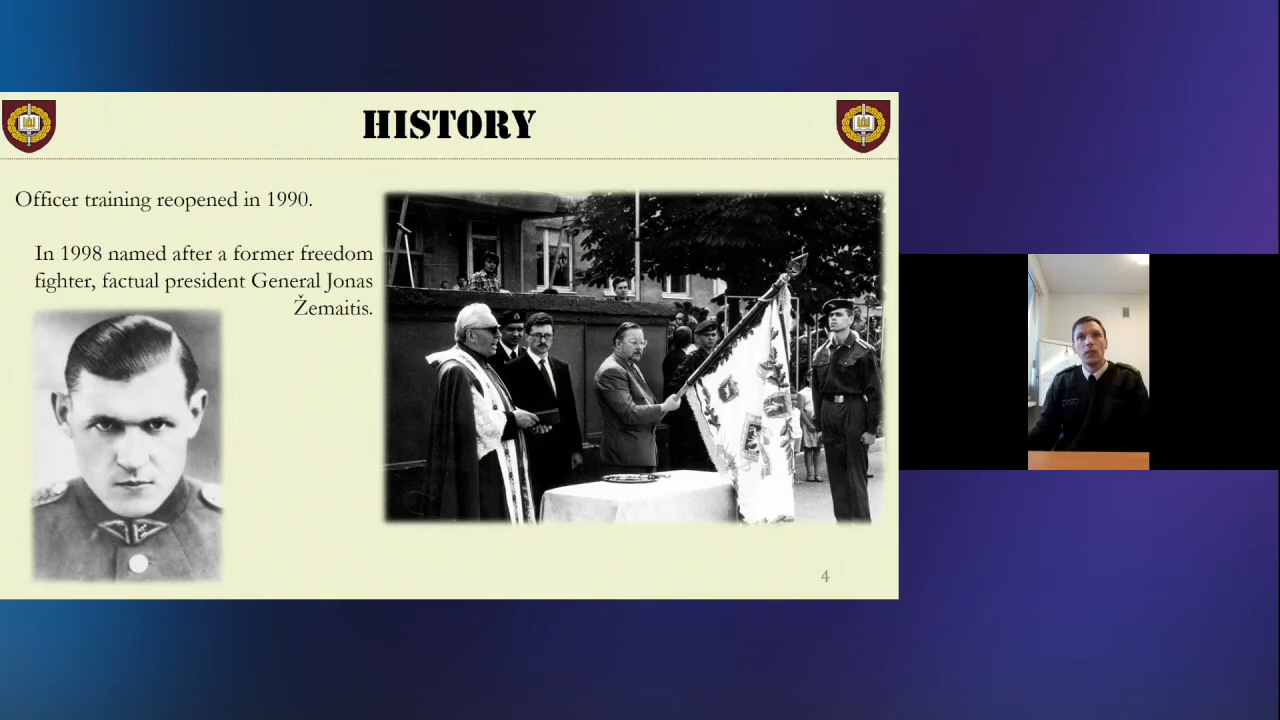 HISTORY
Officer training reopened in 1990.
In 1998 named after a former freedom
fighter, factual president General Jonas
Žemaitis.
4